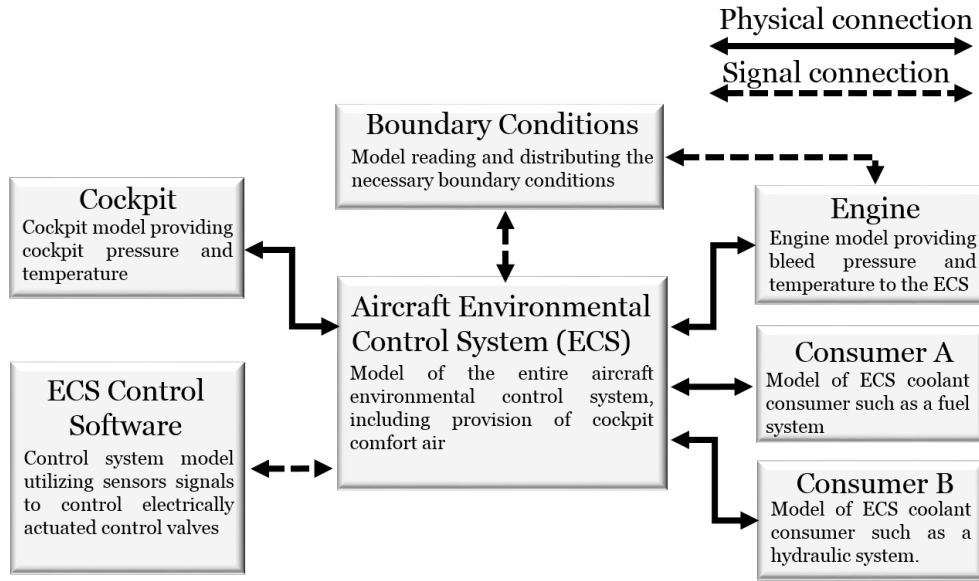 Physical connection
Signal connection
Boundary Conditions
Model reading and distributing the
necessary boundary conditions
Cockpit
Cockpit model providing
cockpit pressure and
temperature
Engine
Engine model providing
bleed pressure and
temperature to the ECS
Aircraft Environmental
Control System (ECS)
Model of the entire aircraft
environmental control system,
including provision of cockpit
comfort air
ECS Control
Software
Control system model
utilizing sensors signals
to control electrically
actuated control valves
Consumer A
Model of ECS coolant
consumer such as a fuel
system
Consumer B
Model of ECS coolant
consumer such as a
hydraulic system.